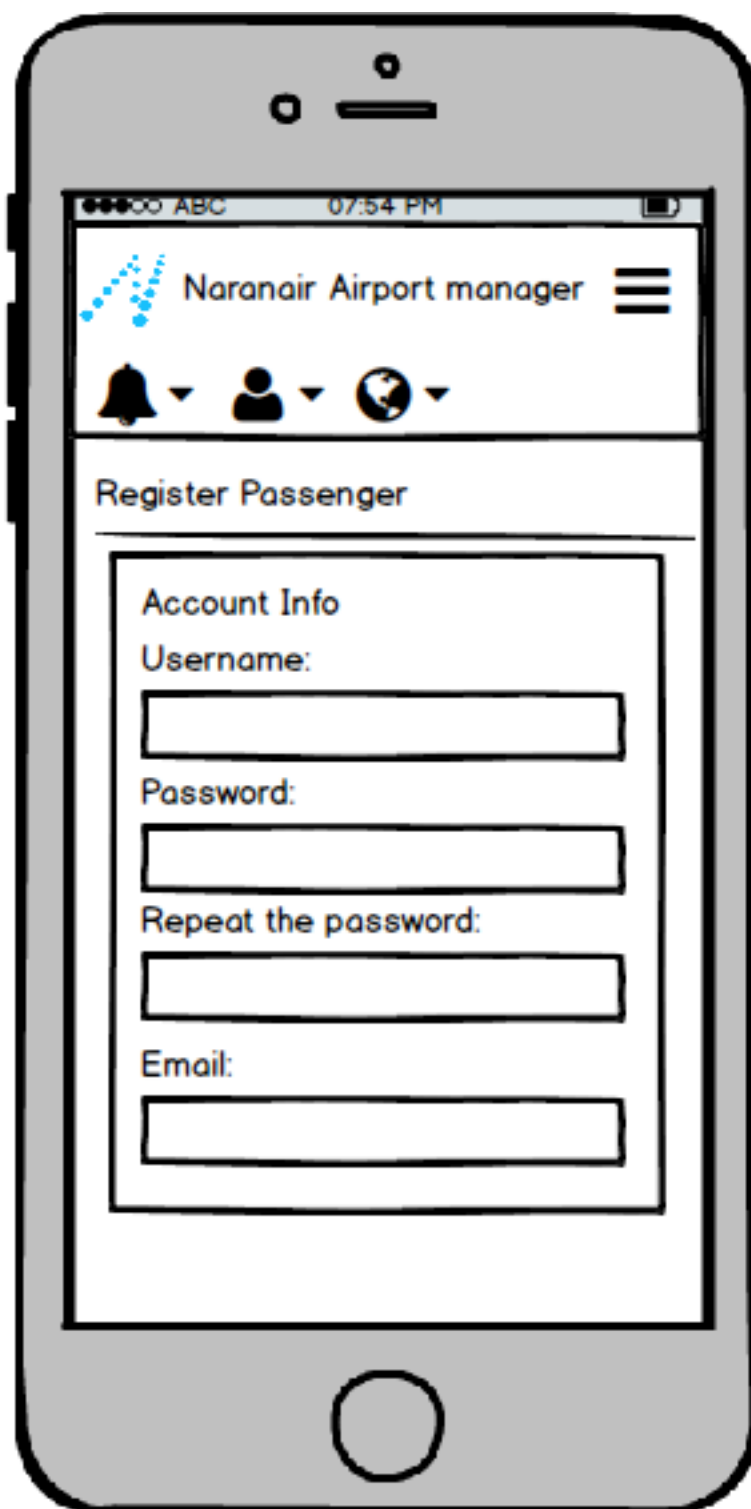 ABC 07:54 PM
Naranair Airport manager
Register Passenger
Account Info
Username:
Password:
Repeat the password:
Email: